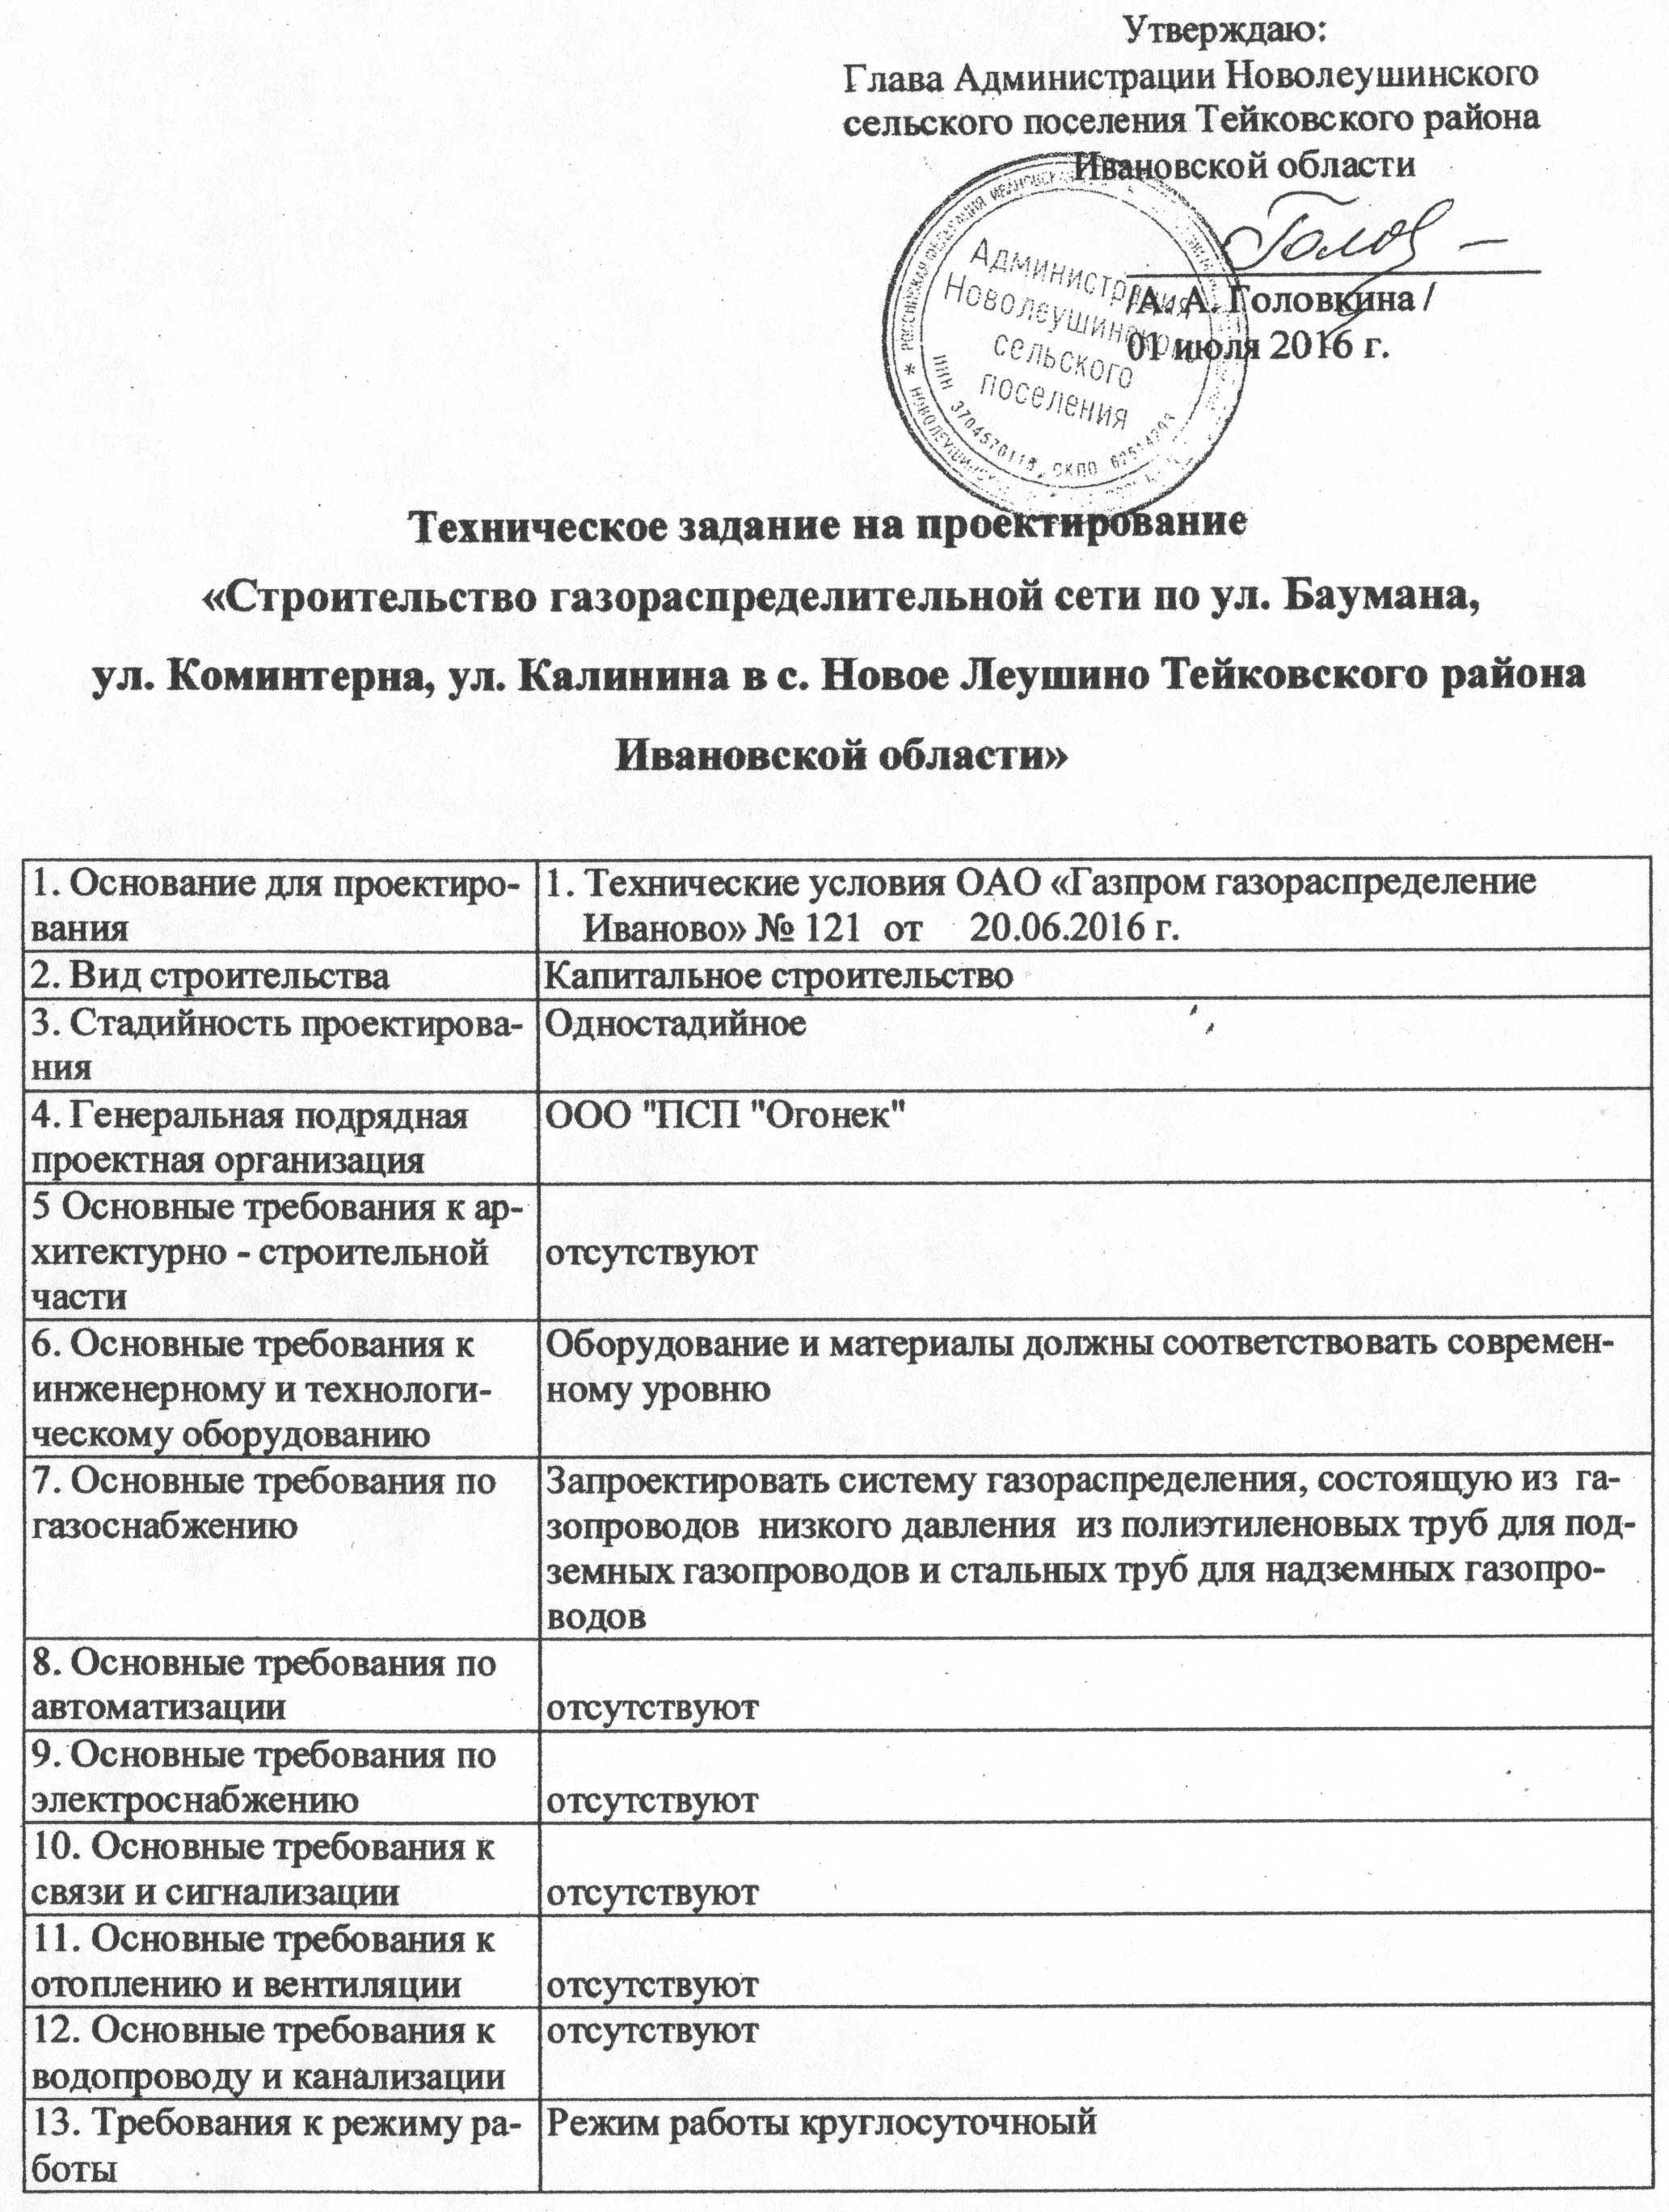 Утверждаю:
Глава Администрации Новолеушинского
сельского поселения Тейковского района
Ивановской области
/А. А. Головкина /
01 июля 2016 г.
Администрация
Новолеушинского
сельского
поселения
РОССИЙСКАЯ ФЕДЕРАЦИЯ
Техническое задание на проектирование
«Строительство газораспределительной сети по ул. Баумана,
ул. Коминтерна, ул. Калинина в с. Новое Леушино Тейковского района
Ивановской области»
1. Основание для проектиро-
вания
1. Технические условия ОАО «Газпром газораспределение
Иваново» № 121 от 20.06.2016 г.
2. Вид строительства
Капитальное строительство
3. Стадийность проектирова-
ния
Одностадийное
4. Генеральная подрядная
проектная организация
ООО "ПСП "Огонек"
5 Основные требования к ар-
хитектурно - строительной
части
отсутствуют
6. Основные требования к
инженерному и технологи-
ческому оборудованию
Оборудование и материалы должны соответствовать современ-
ному уровню
7. Основные требования по
газоснабжению
Запроектировать систему газораспределения, состоящую из га-
зопроводов низкого давления из полиэтиленовых труб для под-
земных газопроводов и стальных труб для надземных газопро-
водов
8. Основные требования по
автоматизации
отсутствуют
9. Основные требования по
электроснабжению
отсутствуют
10. Основные требования к
связи и сигнализации
отсутствуют
11. Основные требования к
отоплению и вентиляции
отсутствуют
12. Основные требования к
водопроводу и канализации
отсутствуют
13. Требования к режиму ра-
боты
Режим работы круглосуточноый